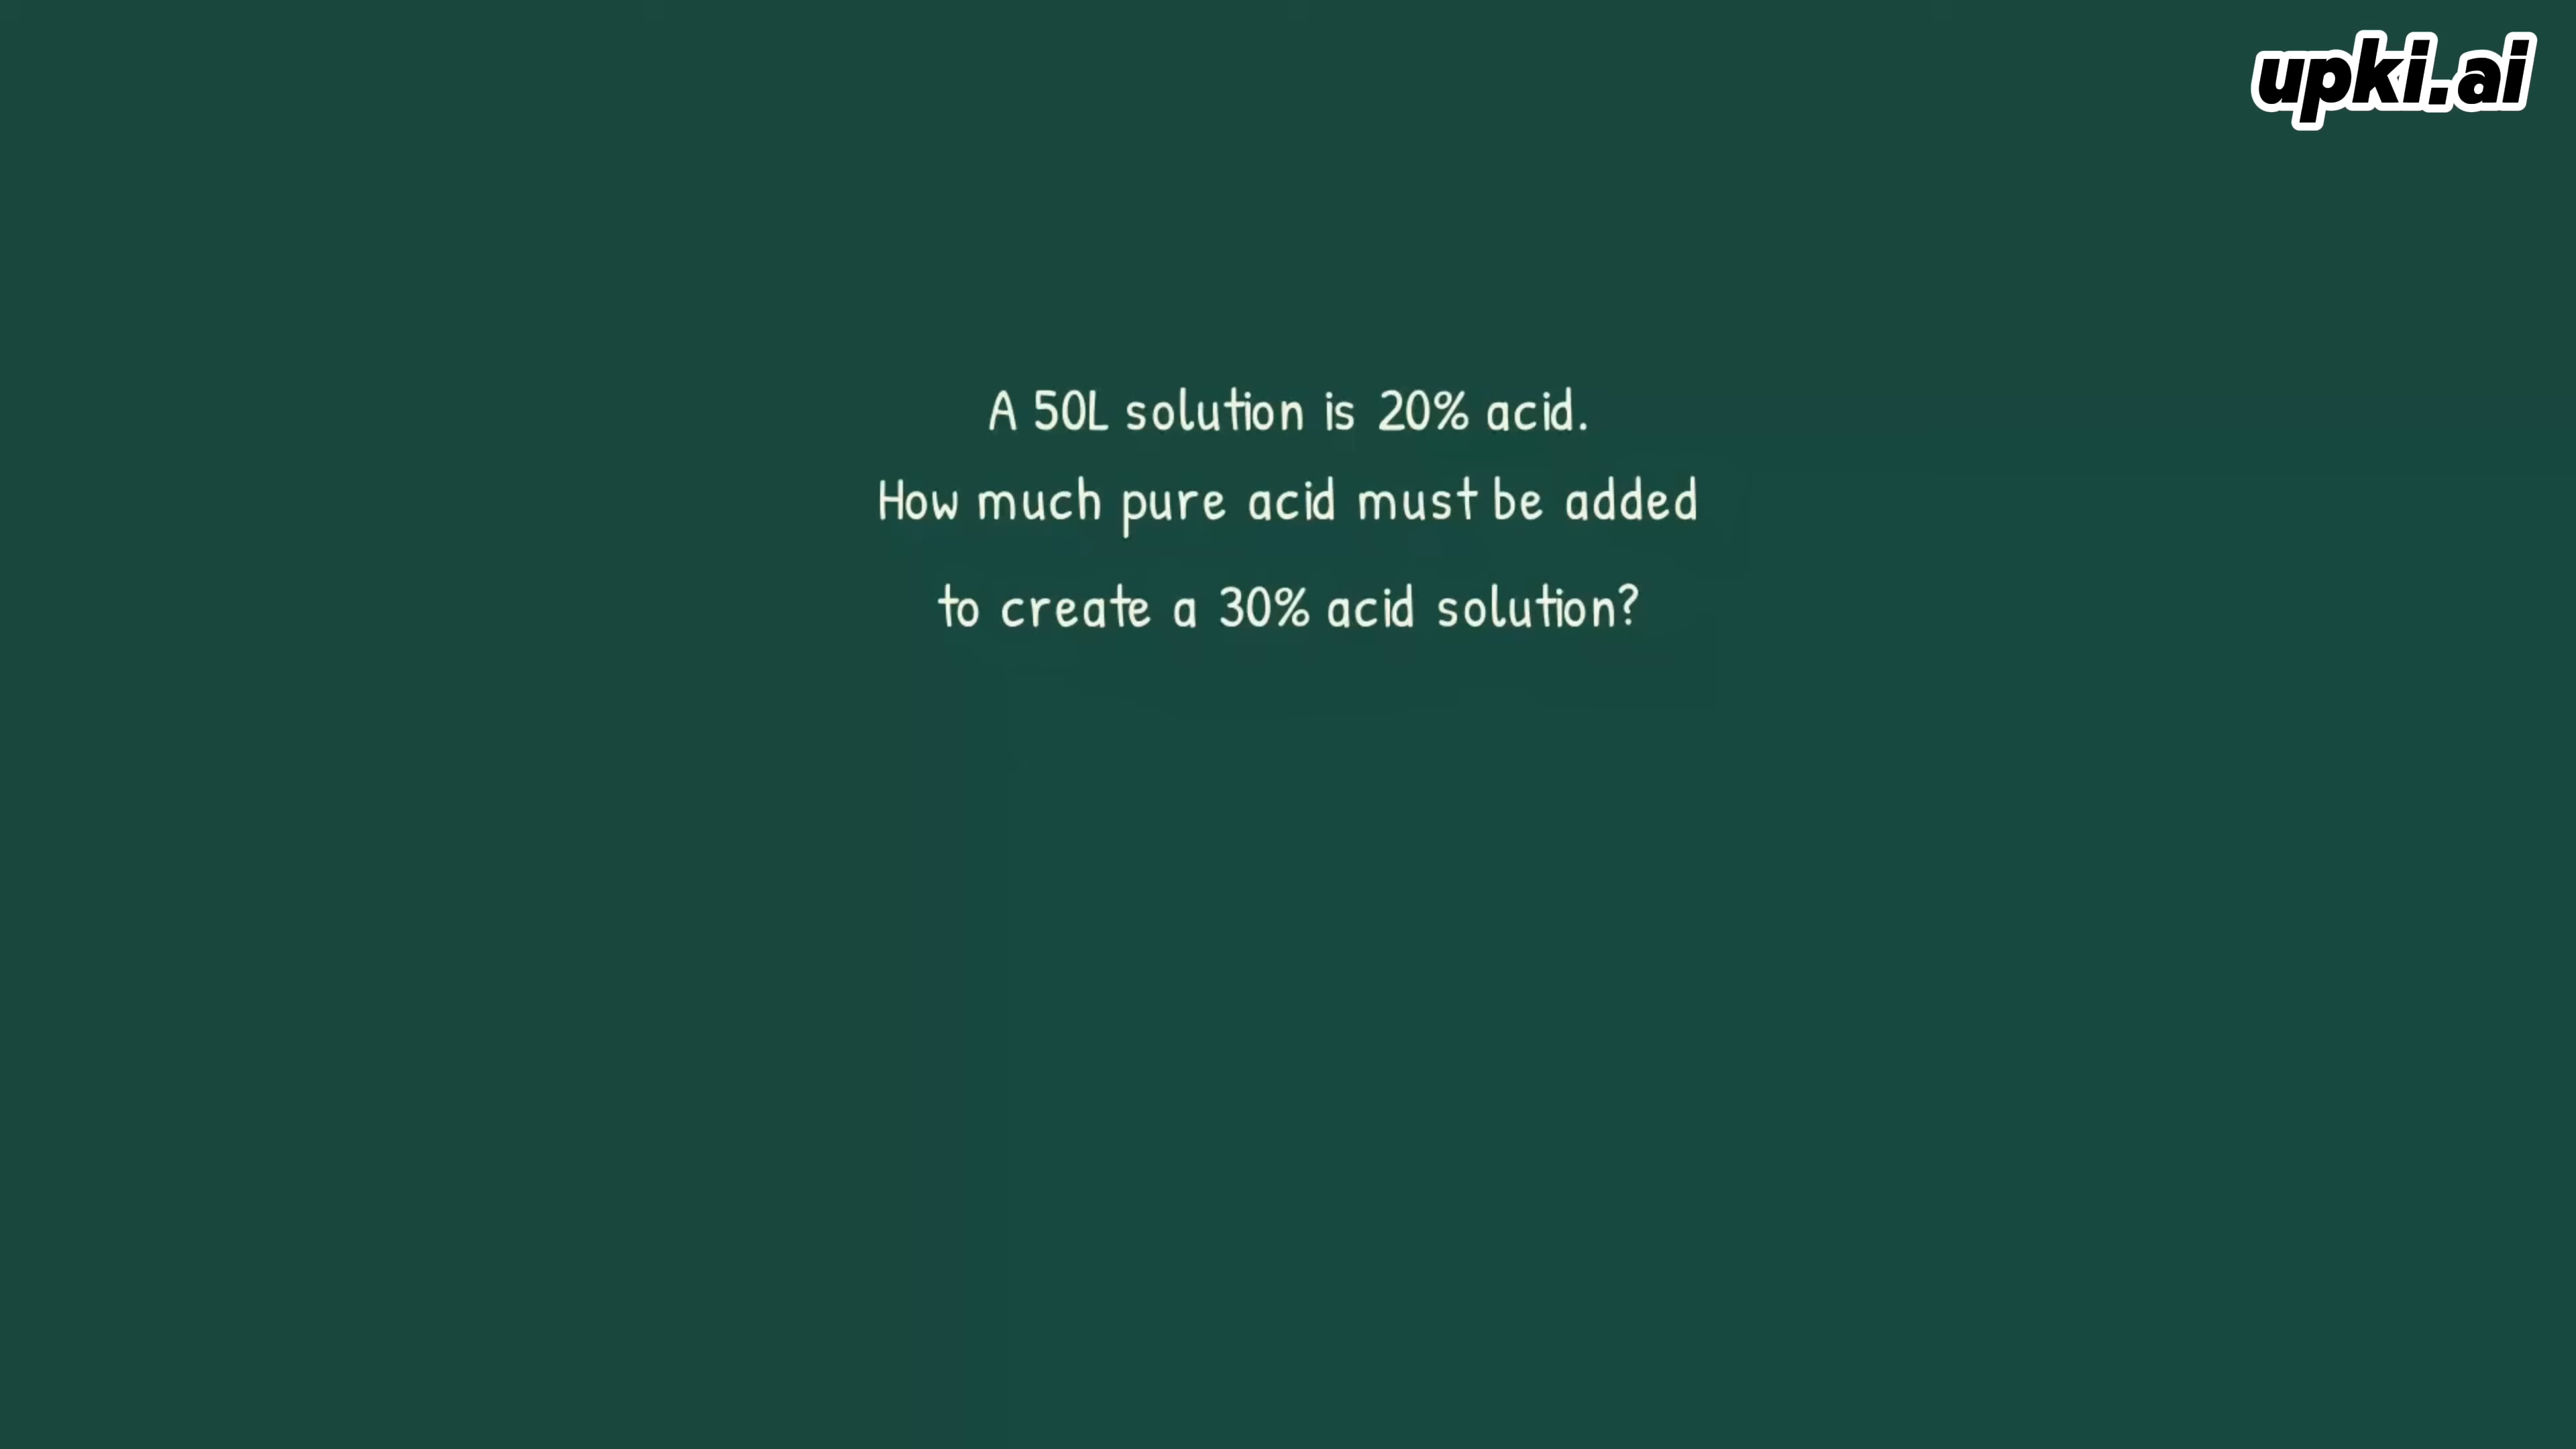 upki.ai
A 50L solution is 20% acid.
How much pure acid must be added
to create a 30% acid solution?